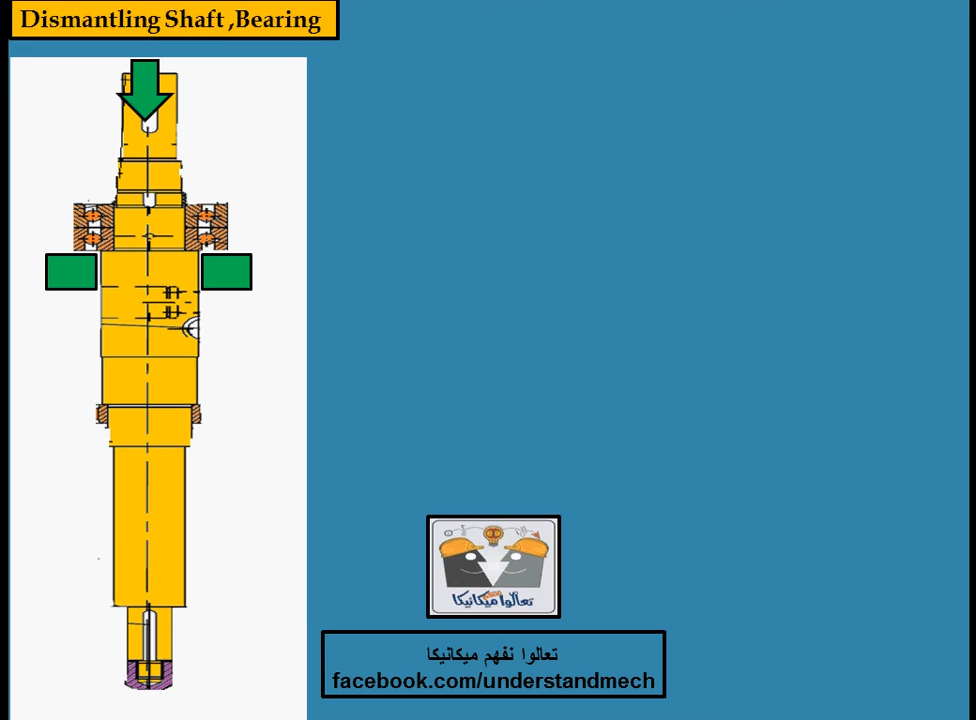 Dismantling Shaft ,Bearing
تعالوا نفهم ميكانيكا
تعالوا نفهم ميكانيكا
facebook.com/understandmech